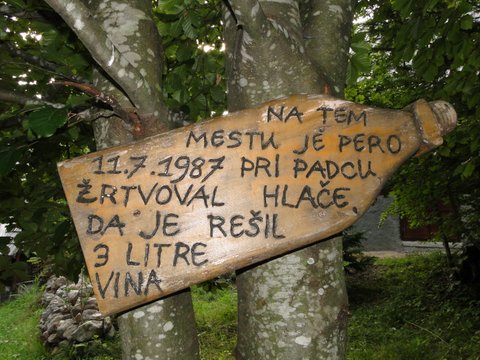 NA TEM
MESTU JE PERO
11.7.1987 PRI PADCU
ŽRTVOVAL HLAČE,
DA JE REŠIL
3 LITRE
VINA